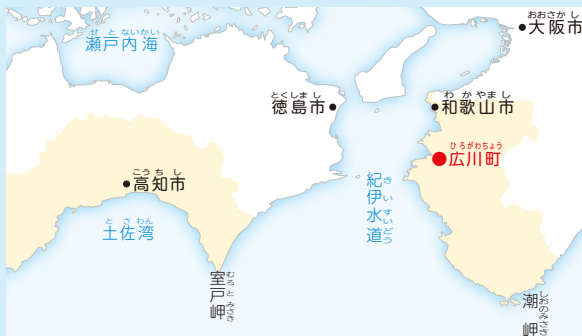 おおさかし
大阪市
せとないかい
瀬戸内海
とくしまし
徳島市
わかやまし
和歌山市
ひろがわちょう
広川町
こうちし
高知市
紀伊水道
きいすいどう
とさわん
土佐湾
室戸岬
むろとみさき
潮岬
しおのみさき